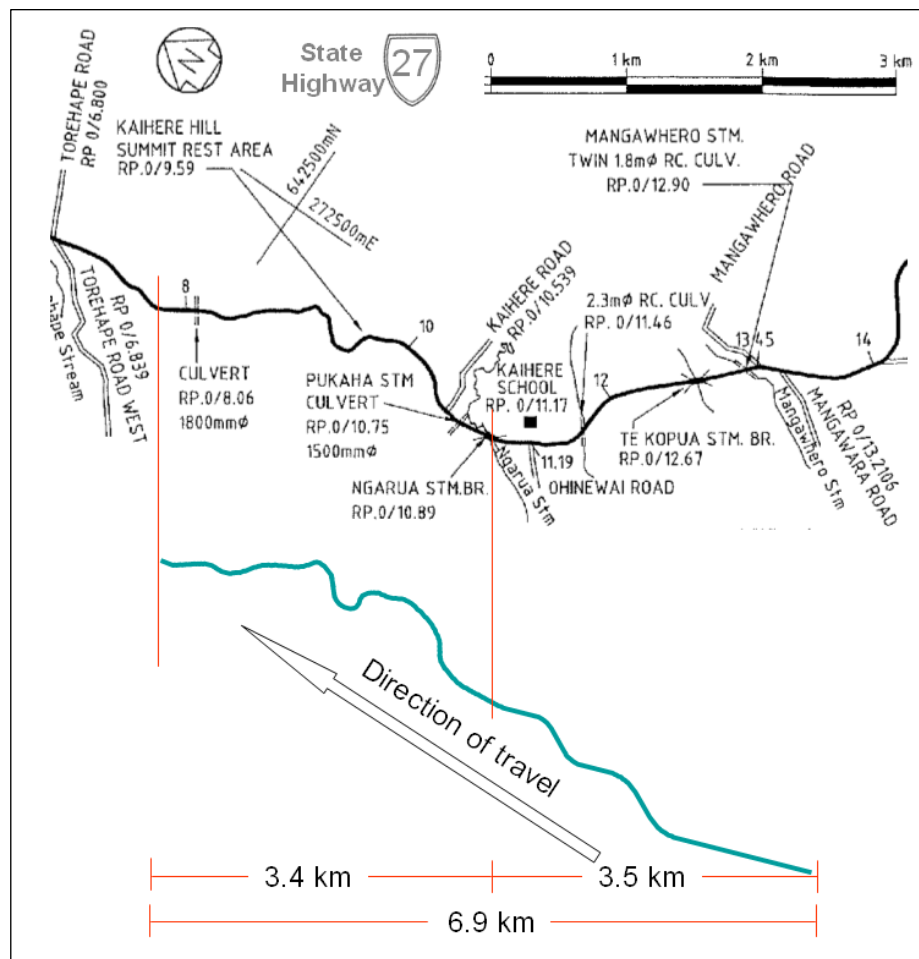 State
Highway
27
N
0
1 km
2 km
3 km
TOREHAPE ROAD
RP 0/6.800
KAIHERE HILL
SUMMIT REST AREA
RP.0/9.59
642500mN
272500mE
MANGAWHERO STM.
TWIN 1.8mØ RC. CULV.
RP.0/12.90
MANGAWHERO ROAD
KAIHERE ROAD
RP.0/10.539
2.3mØ RC. CULV
RP. 0/11.46
8
10
12
13.45
14
hape Stream
TOREHAPE ROAD WEST
RP 0/6.839
CULVERT
RP.0/8.06
1800mmØ
PUKAHA STM
CULVERT
RP.0/10.75
1500mmØ
KAIHERE
SCHOOL
RP. 0/11.17
NGARUA STM.BR.
RP.0/10.89
Ngarua Stm
11.19
OHINEWAI ROAD
TE KOPUA STM. BR.
RP.0/12.67
Mangawhero Stm
MANGAWARA ROAD
RP 0/13.2106
Direction of travel
3.4 km
3.5 km
6.9 km